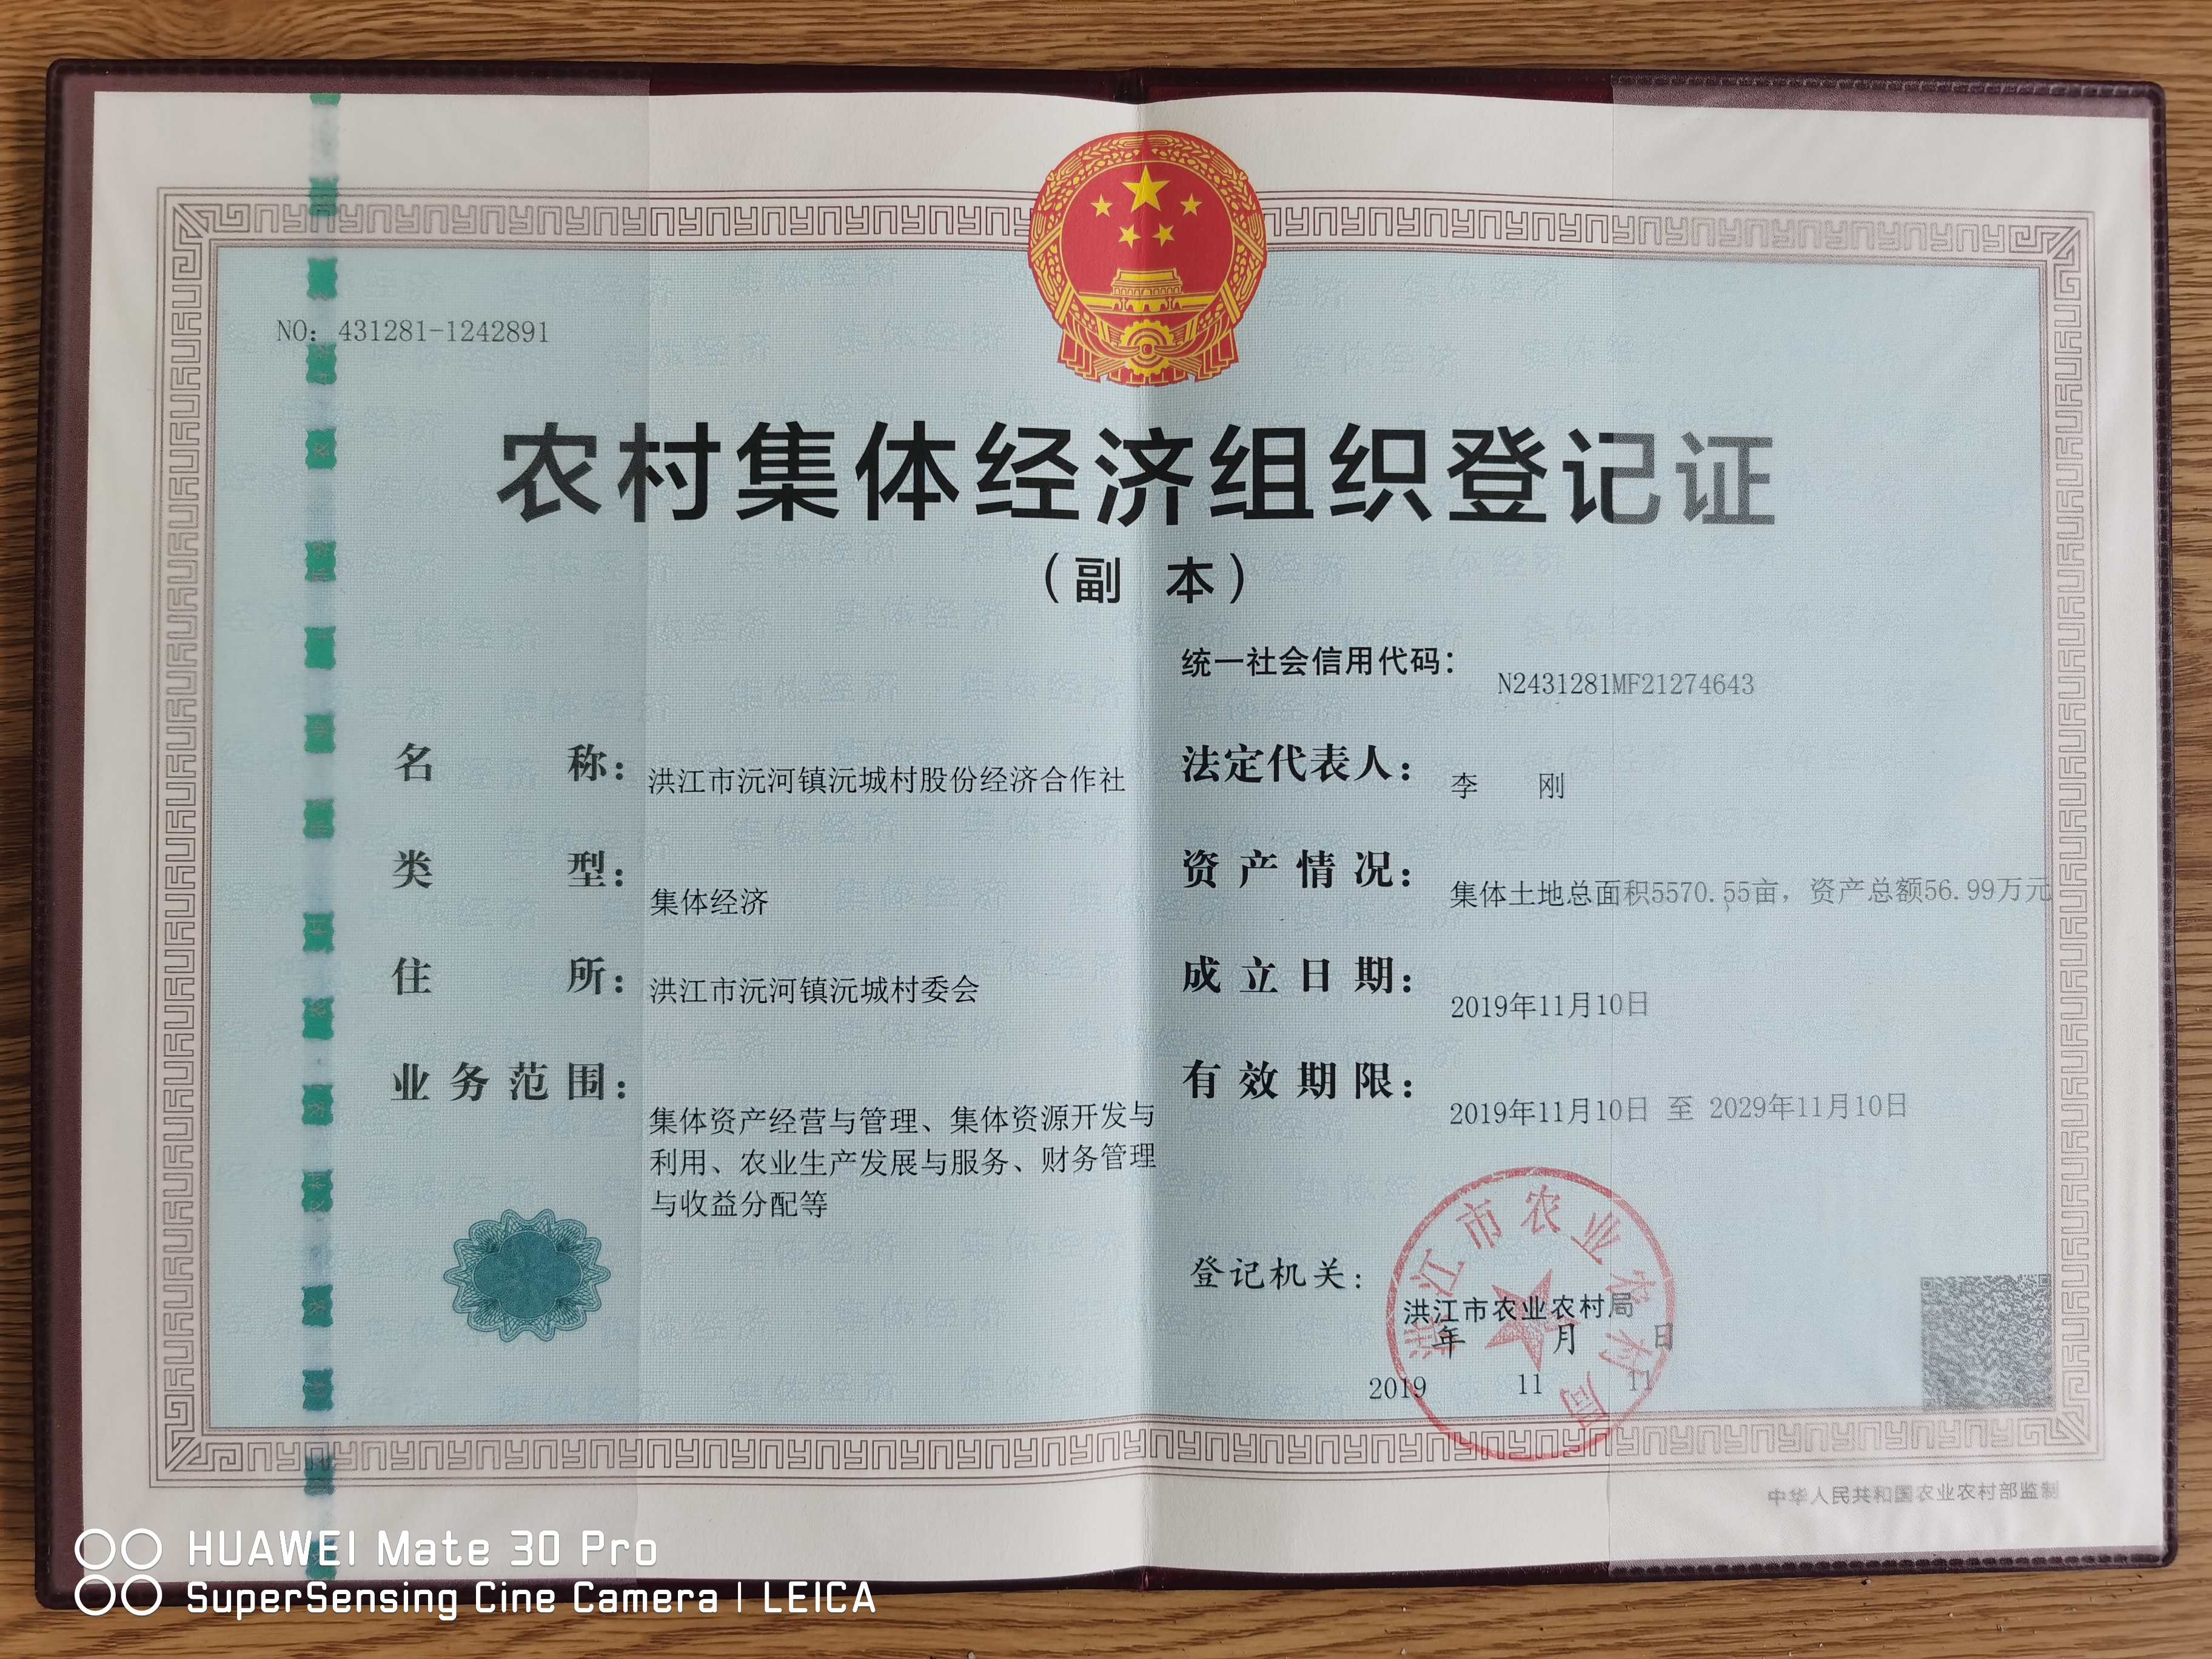 NO：431281-1242891
农村集体经济组织登记证
（副 本）
统一社会信用代码：N2431281MF21274643
名 称：洪江市沅河镇沅城村股份经济合作社
法定代表人：李 刚
类 型：集体经济
资产情况：集体土地总面积5570.55亩，资产总额56.99万元
住 所：洪江市沅河镇沅城村委会
成立日期：2019年11月10日
业务范围：集体资产经营与管理、集体资源开发与
利用、农业生产发展与服务、财务管理
与收益分配等
有效期限：2019年11月10日 至 2029年11月10日
登记机关：
洪江市农业农村局
洪江市农业农村局
年 月 日
2019 11 11
中华人民共和国农业农村部监制
HUAWEI Mate 30 Pro
SuperSensing Cine Camera | LEICA